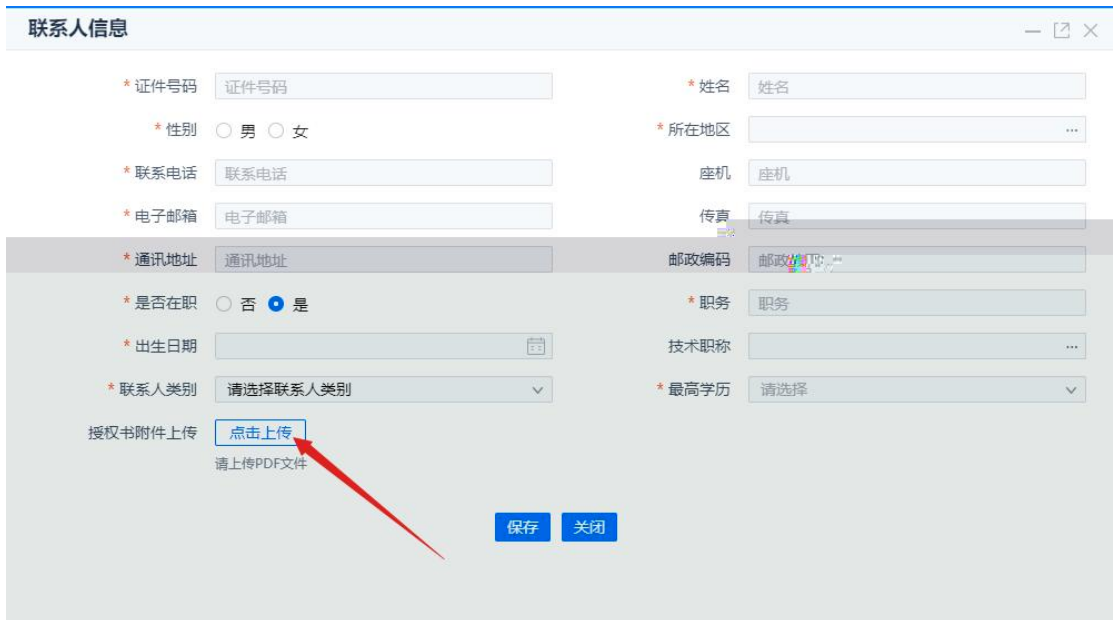 联系人信息
* 证件号码 证件号码 * 姓名 姓名
* 性别 男 女 * 所在地区 ...
* 联系电话 联系电话 座机 座机
* 电子邮箱 电子邮箱 传真 传真
* 通讯地址 通讯地址 邮政编码 邮政
* 是否在职 否 是 * 职务 职务
* 出生日期 技术职称 ...
* 联系人类别 请选择联系人类别 * 最高学历 请选择
授权书附件上传 点击上传
请上传PDF文件
保存 关闭